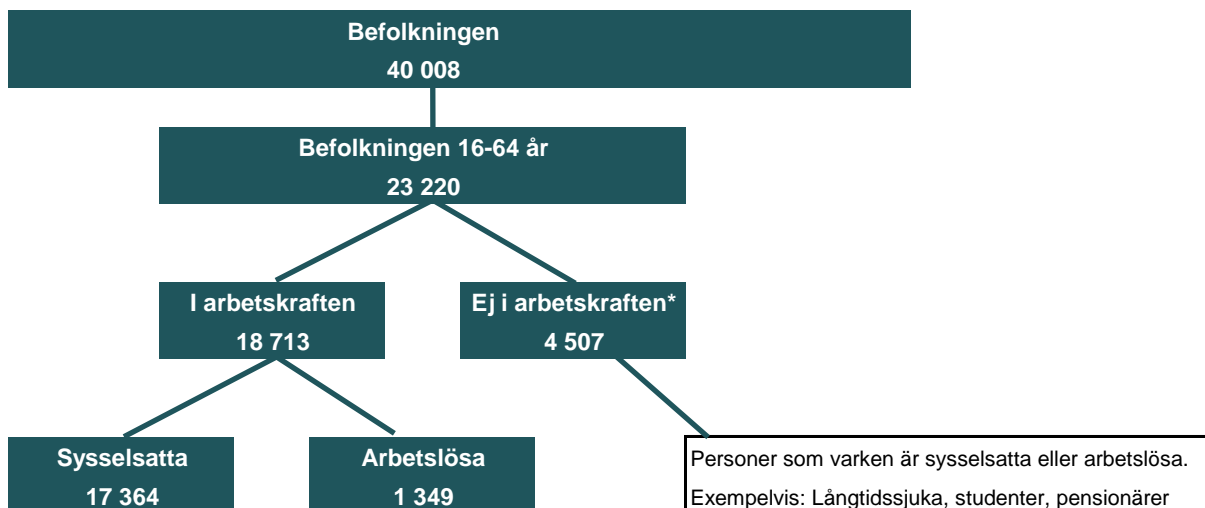 Befolkningen
40 008
Befolkningen 16-64 år
23 220
I arbetskraften
18 713
Ej i arbetskraften*
4 507
Sysselsatta
17 364
Arbetslösa
1 349
Personer som varken är sysselsatta eller arbetslösa.
Exempelvis: Långtidssjuka, studenter, pensionärer